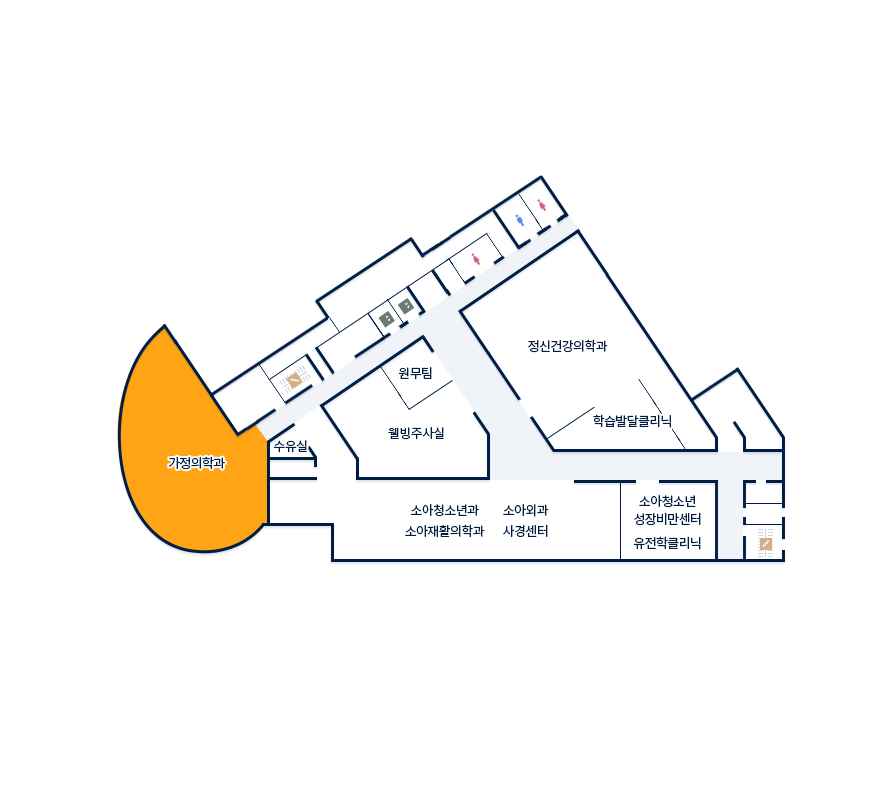 정신건강의학과
원무팀
학습발달클리닉
웰빙주사실
수유실
가정의학과
소아청소년과
소아재활의학과
소아외과
사경센터
소아청소년
성장비만센터
유전학클리닉